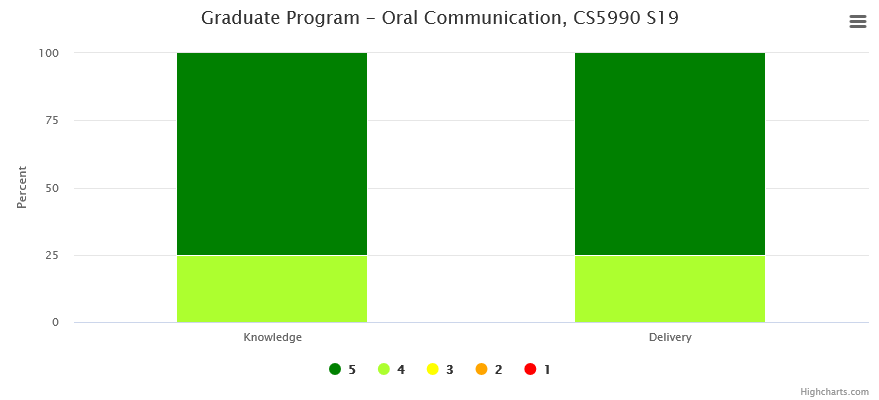 Graduate Program – Oral Communication, CS5990 S19
Percent
100
75
50
25
0
Knowledge Delivery
5 4 3 2 1
Highcharts.com